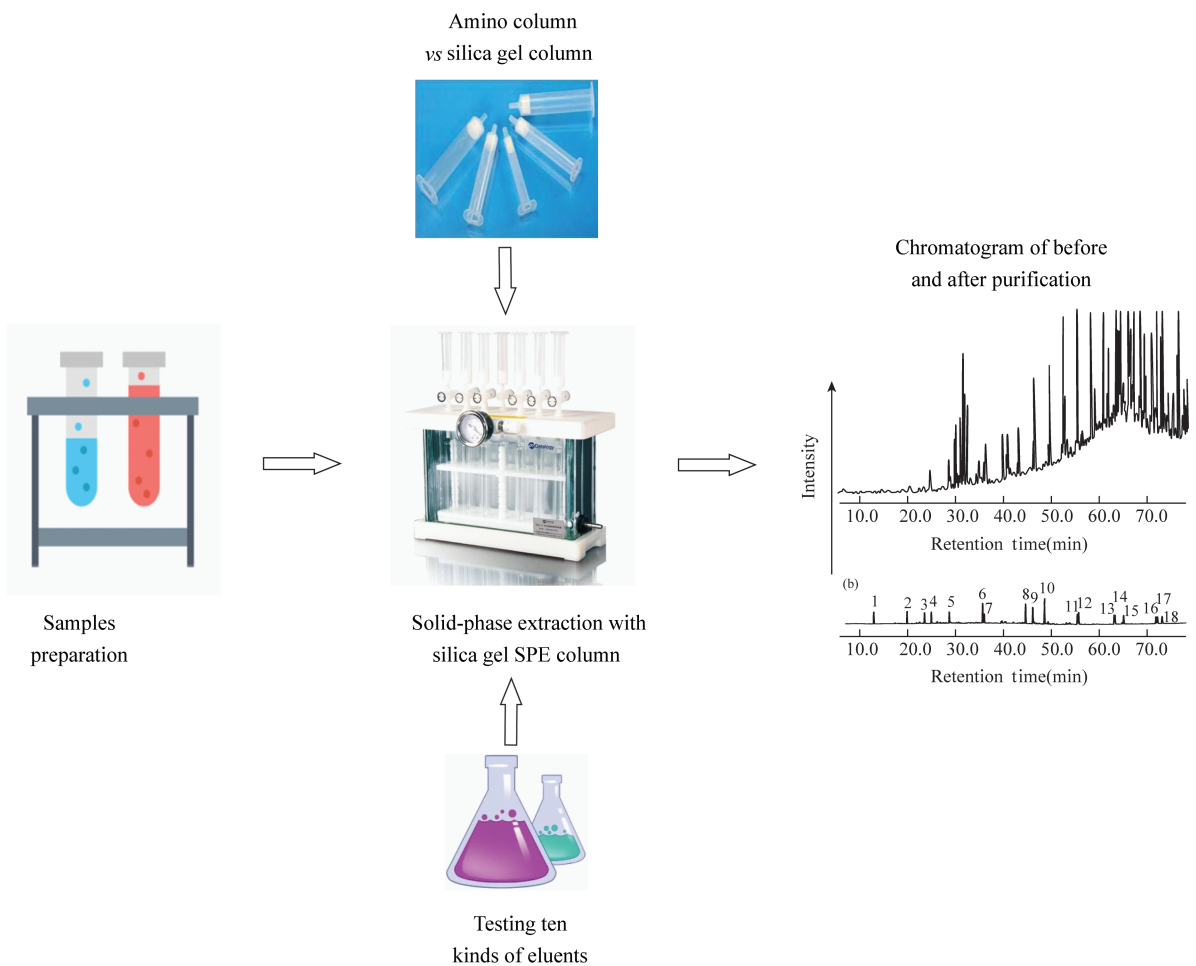 Amino column
vs silica gel column
Chromatogram of before
and after purification
Intensity
10.0 20.0 30.0 40.0 50.0 60.0 70.0
Retention time(min)
(b)
1 2 3 4 5 6 7 8 9 10 11 12 13 14 15 16 17 18
10.0 20.0 30.0 40.0 50.0 60.0 70.0
Retention time(min)
Samples
preparation
Solid-phase extraction with
silica gel SPE column
Testing ten
kinds of eluents